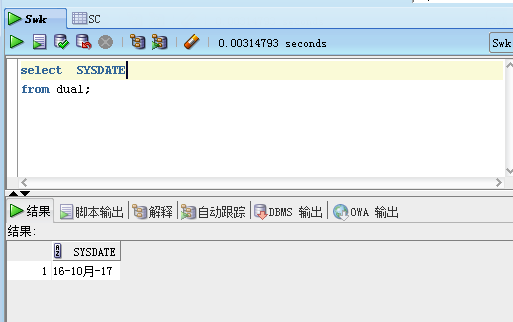 Swk
SC
0.00314793 seconds
Swk
select SYSDATE
from dual;
结果
脚本输出
解释
自动跟踪
DBMS 输出
OWA 输出
结果:
SYSDATE
1 16-10月-17